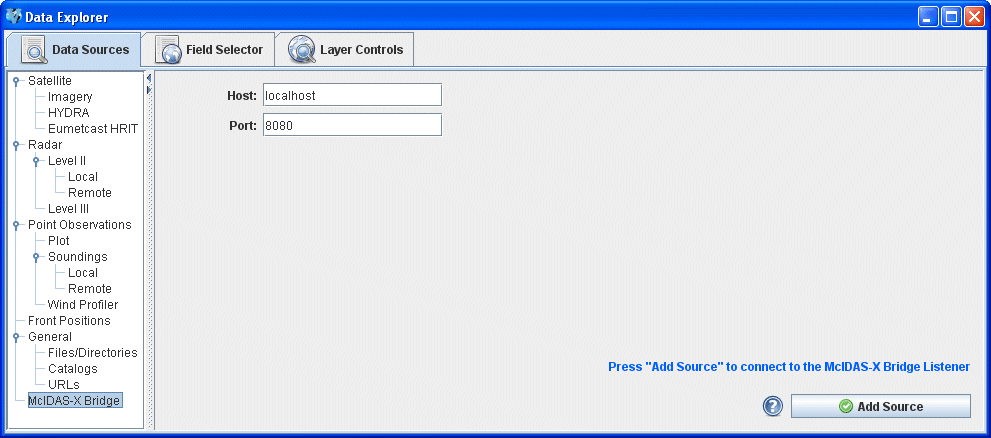 Data Explorer
Data Sources
Field Selector
Layer Controls
Satellite
Imagery
HYDRA
Eumetcast HRIT
Radar
Level II
Local
Remote
Level III
Point Observations
Plot
Soundings
Local
Remote
Wind Profiler
Front Positions
General
Files/Directories
Catalogs
URLs
McIDAS-X Bridge
Host: localhost
Port: 8080
Press "Add Source" to connect to the McIDAS-X Bridge Listener
? Add Source